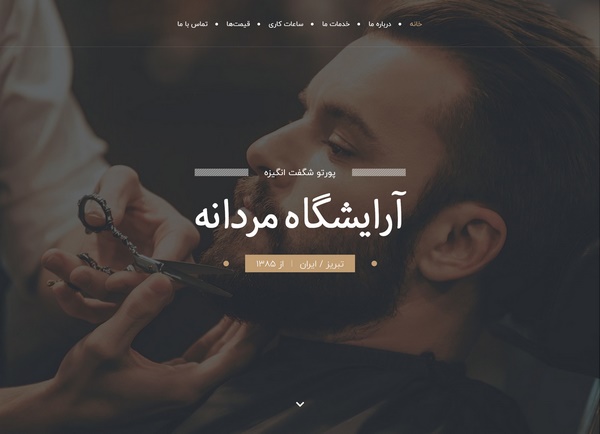 خانه • درباره ما • خدمات ما • ساعات کاری • قیمت‌ها • تماس با ما
پورتو شگفت انگیزه
آرایشگاه مردانه
تبریز / ایران | از ۱۳۸۵